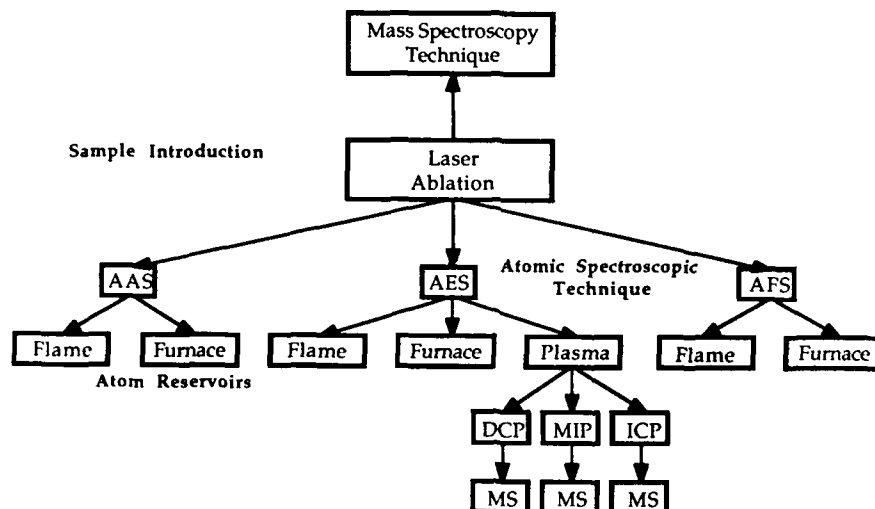 Mass Spectroscopy
Technique
Sample Introduction
Laser
Ablation
Atomic Spectroscopic
Technique
AAS
AES
AFS
Flame
Furnace
Flame
Furnace
Plasma
Flame
Furnace
Atom Reservoirs
DCP
MIP
ICP
MS
MS
MS